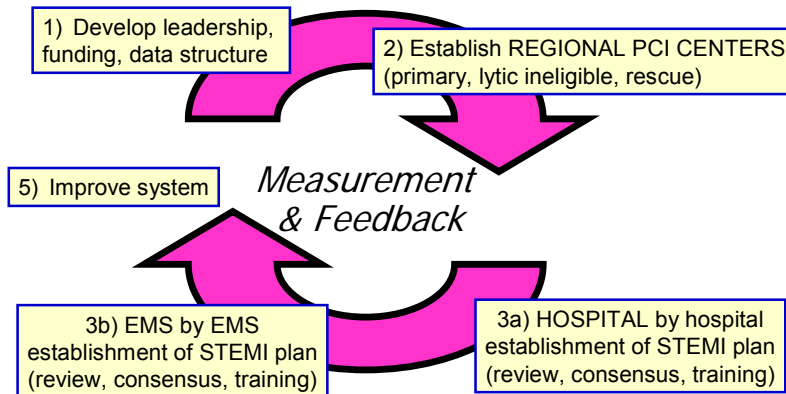 1) Develop leadership,
funding, data structure
2) Establish REGIONAL PCI CENTERS
(primary, lytic ineligible, rescue)
5) Improve system
Measurement
& Feedback
3b) EMS by EMS
establishment of STEMI plan
(review, consensus, training)
3a) HOSPITAL by hospital
establishment of STEMI plan
(review, consensus, training)